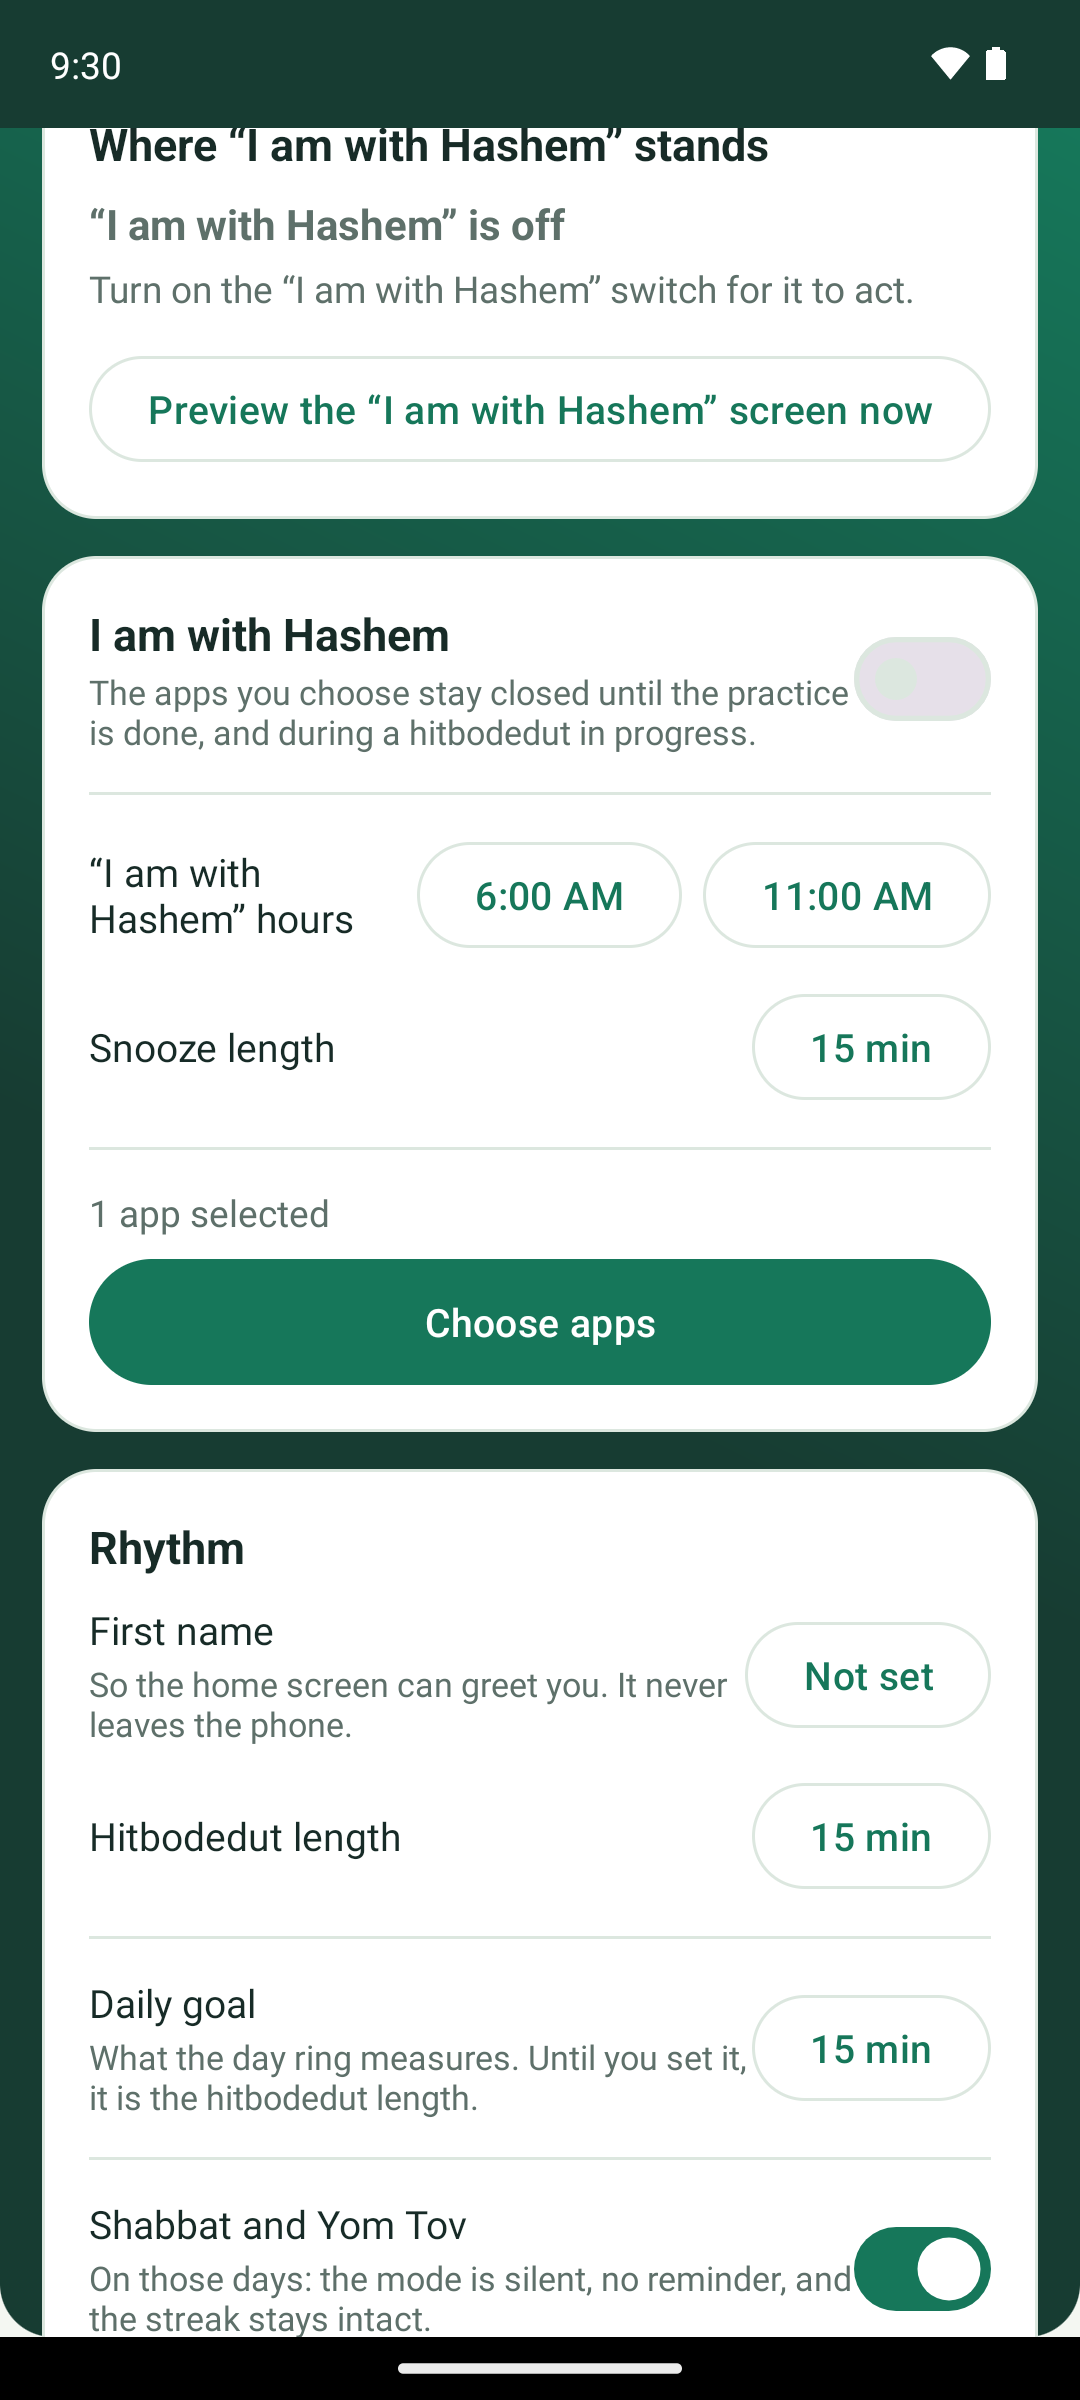 9:30
Where “I am with Hashem” stands
“I am with Hashem” is off
Turn on the “I am with Hashem” switch for it to act.
Preview the “I am with Hashem” screen now
I am with Hashem
The apps you choose stay closed until the practice
is done, and during a hitbodedut in progress.
“I am with
Hashem” hours
6:00 AM
11:00 AM
Snooze length
15 min
1 app selected
Choose apps
Rhythm
First name
So the home screen can greet you. It never
leaves the phone.
Not set
Hitbodedut length
15 min
Daily goal
What the day ring measures. Until you set it,
it is the hitbodedut length.
15 min
Shabbat and Yom Tov
On those days: the mode is silent, no reminder, and
the streak stays intact.